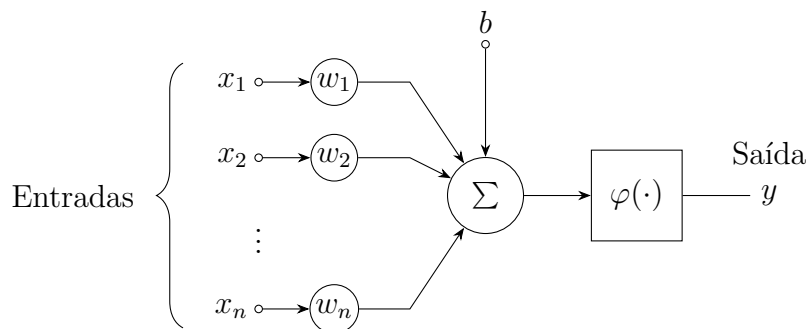 b
x₁ w₁
x₂ w₂
Saída
Entradas
Σ φ(·) y
⋮
xₙ wₙ